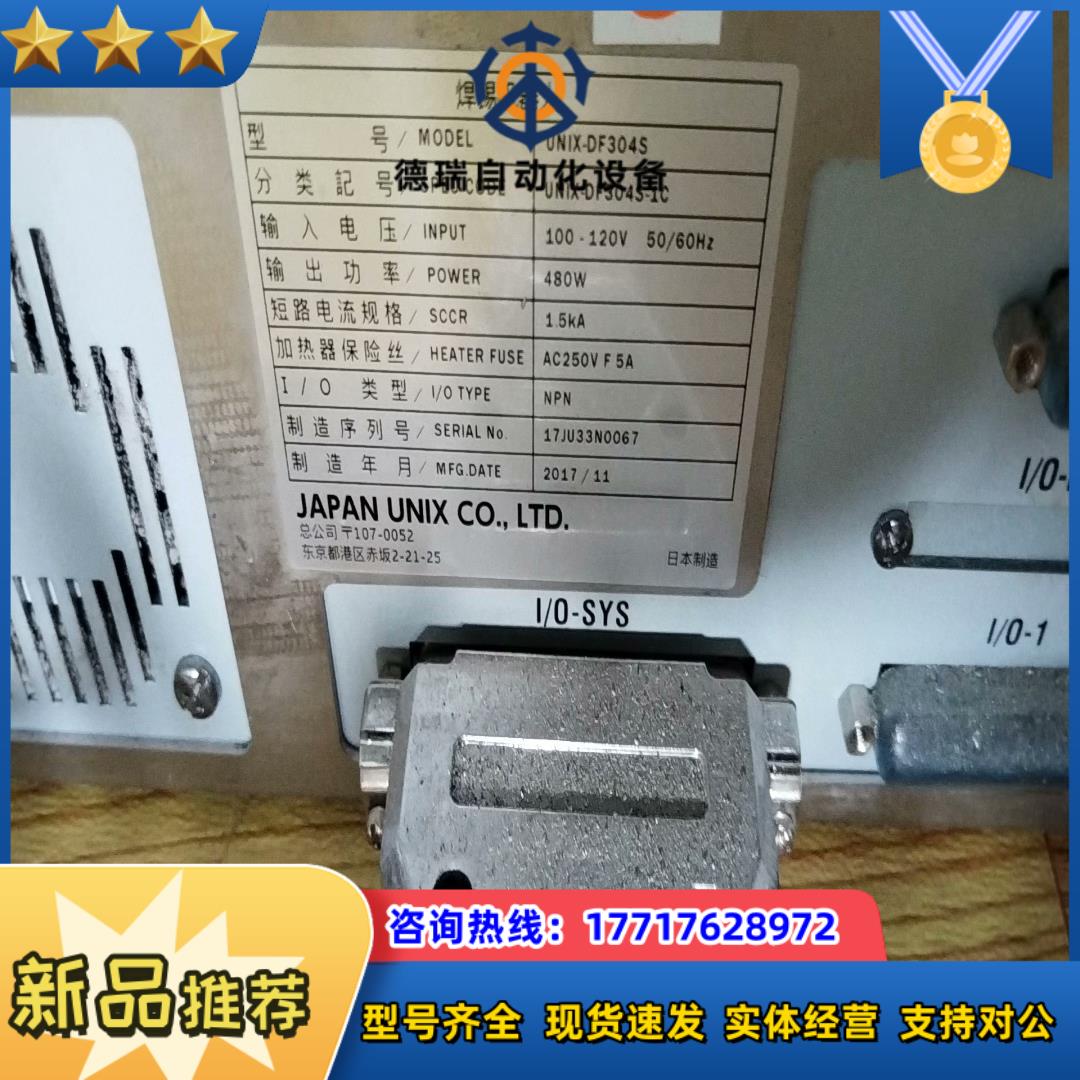 焊锡
型 号 / MODEL UNIX-DF304S
德瑞自动化设备
分 类 記 号 / SPEC CODE UNIX-DF304S-1C
输 入 电 压 / INPUT 100 - 120V 50/60Hz
输 出 功 率 / POWER 480W
短路电流规格 / SCCR 1.5kA
加热器保险丝 / HEATER FUSE AC250V F 5A
I / O 类 型 / I/O TYPE NPN
制 造 序 列 号 / SERIAL No. 17JU33N0067
制 造 年 月 / MFG.DATE 2017 / 11
JAPAN UNIX CO., LTD.
总公司 〒107-0052
东京都港区赤坂2-21-25 日本制造
I/O-SYS
I/O-
I/O-1
咨询热线：17717628972
新品推荐
型号齐全 现货速发 实体经营 支持对公